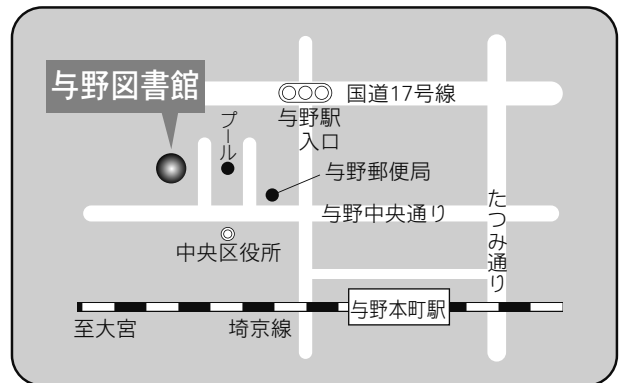 与野図書館
国道17号線
与野駅
入口
プール
与野郵便局
与野中央通り
たつみ通り
中央区役所
与野本町駅
至大宮
埼京線